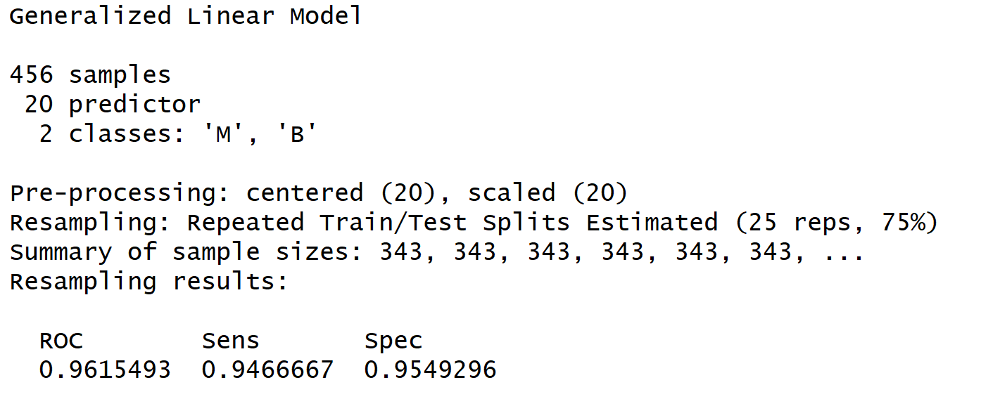 Generalized Linear Model
456 samples
20 predictor
2 classes: 'M', 'B'
Pre-processing: centered (20), scaled (20)
Resampling: Repeated Train/Test Splits Estimated (25 reps, 75%)
Summary of sample sizes: 343, 343, 343, 343, 343, 343, ...
Resampling results:
ROC Sens Spec
0.9615493 0.9466667 0.9549296